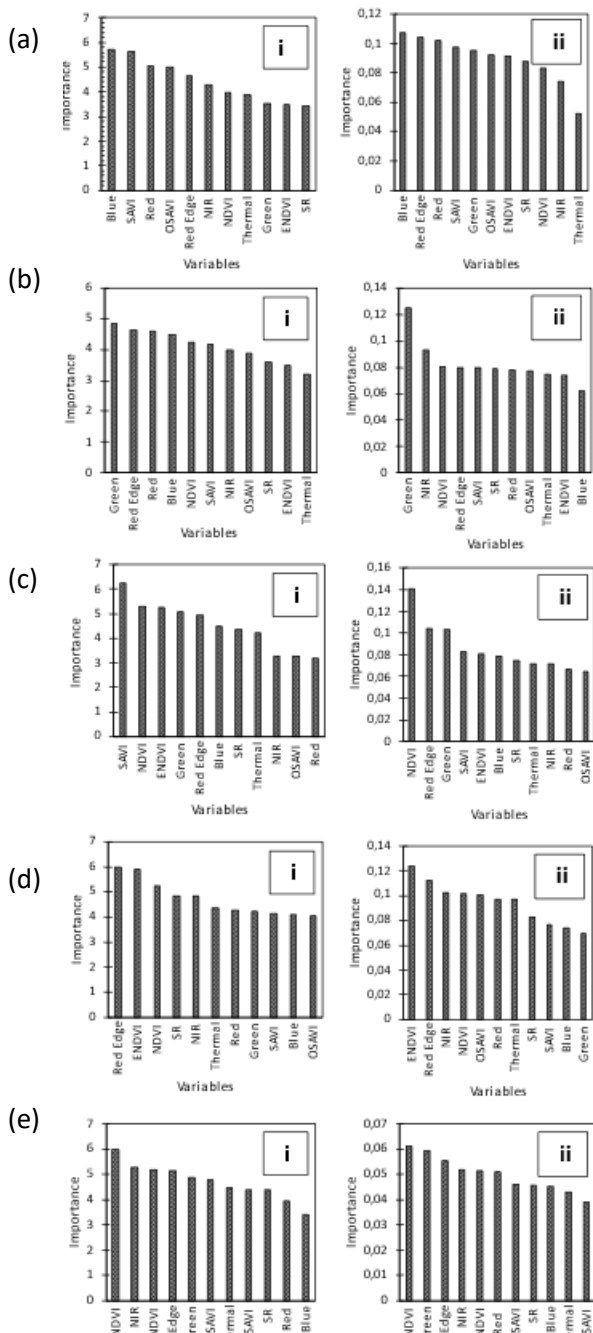 (a)
Importance
7
6
5
4
3
2
1
0
i
Blue
SAVI
Red
OSAVI
Red Edge
NIR
NDVI
Thermal
Green
ENDVI
SR
Variables
Importance
0,12
0,1
0,08
0,06
0,04
0,02
0
ii
Blue
Red Edge
Red
SAVI
Green
OSAVI
ENDVI
SR
NDVI
NIR
Thermal
Variables
(b)
Importance
6
5
4
3
2
1
0
i
Green
Red Edge
Red
Blue
NDVI
SAVI
NIR
OSAVI
SR
ENDVI
Thermal
Variables
Importance
0,14
0,12
0,1
0,08
0,06
0,04
0,02
0
ii
Green
NIR
NDVI
Red Edge
SAVI
SR
Red
OSAVI
Thermal
ENDVI
Blue
Variables
(c)
Importance
7
6
5
4
3
2
1
0
i
SAVI
NDVI
ENDVI
Green
Red Edge
Blue
SR
Thermal
NIR
OSAVI
Red
Variables
Importance
0,16
0,14
0,12
0,1
0,08
0,06
0,04
0,02
0
ii
NDVI
Red Edge
Green
SAVI
ENDVI
Blue
SR
Thermal
NIR
Red
OSAVI
Variables
(d)
Importance
7
6
5
4
3
2
1
0
i
Red Edge
ENDVI
NDVI
SR
NIR
Thermal
Red
Green
SAVI
Blue
OSAVI
Variables
Importance
0,14
0,12
0,1
0,08
0,06
0,04
0,02
0
ii
ENDVI
Red Edge
NIR
NDVI
OSAVI
Red
Thermal
SR
SAVI
Blue
Green
Variables
(e)
Importance
7
6
5
4
3
2
1
0
i
NDVI
NIR
NDVI
Edge
Green
SAVI
rmal
SAVI
SR
Red
Blue
Importance
0,07
0,06
0,05
0,04
0,03
0,02
0,01
0
ii
NDVI
Green
Edge
NIR
NDVI
Red
SAVI
SR
Blue
rmal
SAVI